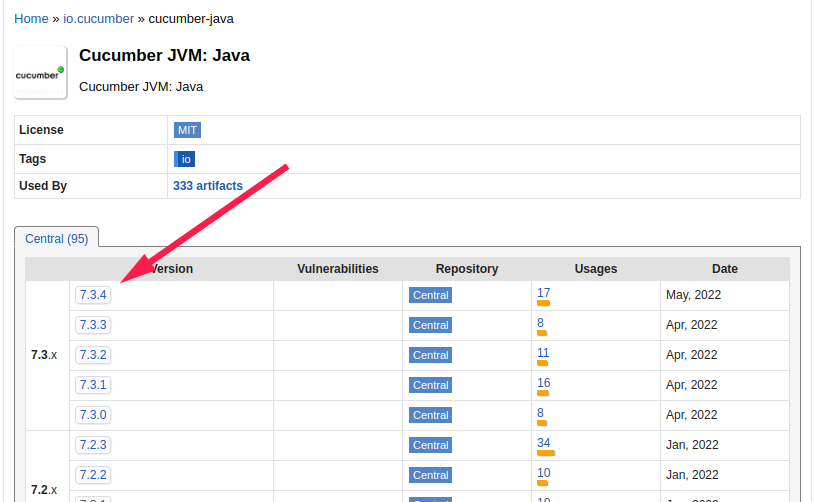 Home » io.cucumber » cucumber-java
cucumber
Cucumber JVM: Java
Cucumber JVM: Java
License MIT
Tags io
Used By 333 artifacts
Central (95)
Version Vulnerabilities Repository Usages Date
7.3.x
7.3.4 Central 17 May, 2022
7.3.3 Central 8 Apr, 2022
7.3.2 Central 11 Apr, 2022
7.3.1 Central 16 Apr, 2022
7.3.0 Central 8 Apr, 2022
7.2.x
7.2.3 Central 34 Jan, 2022
7.2.2 Central 10 Jan, 2022